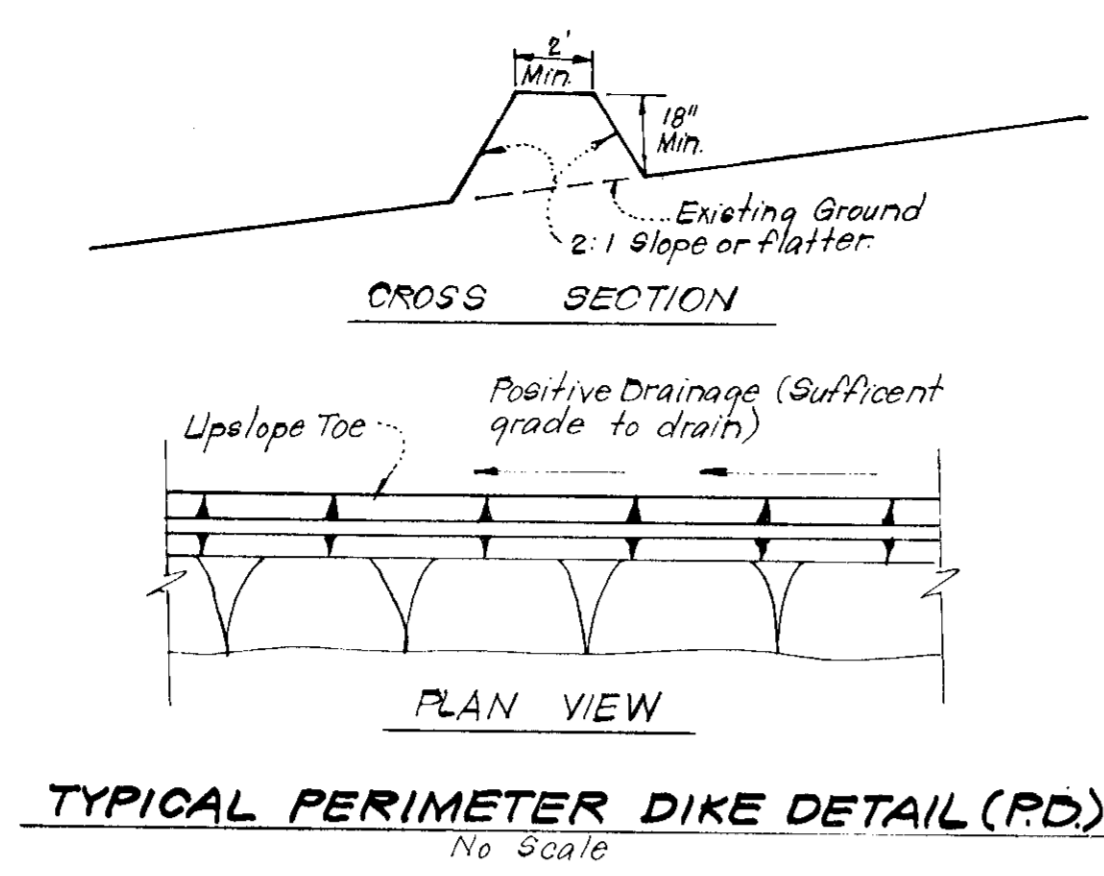 2'
Min.
18"
Min.
Existing Ground
2:1 Slope or flatter.
CROSS SECTION
Positive Drainage (Sufficent
grade to drain)
Upslope Toe
PLAN VIEW
TYPICAL PERIMETER DIKE DETAIL (P.D.)
No Scale